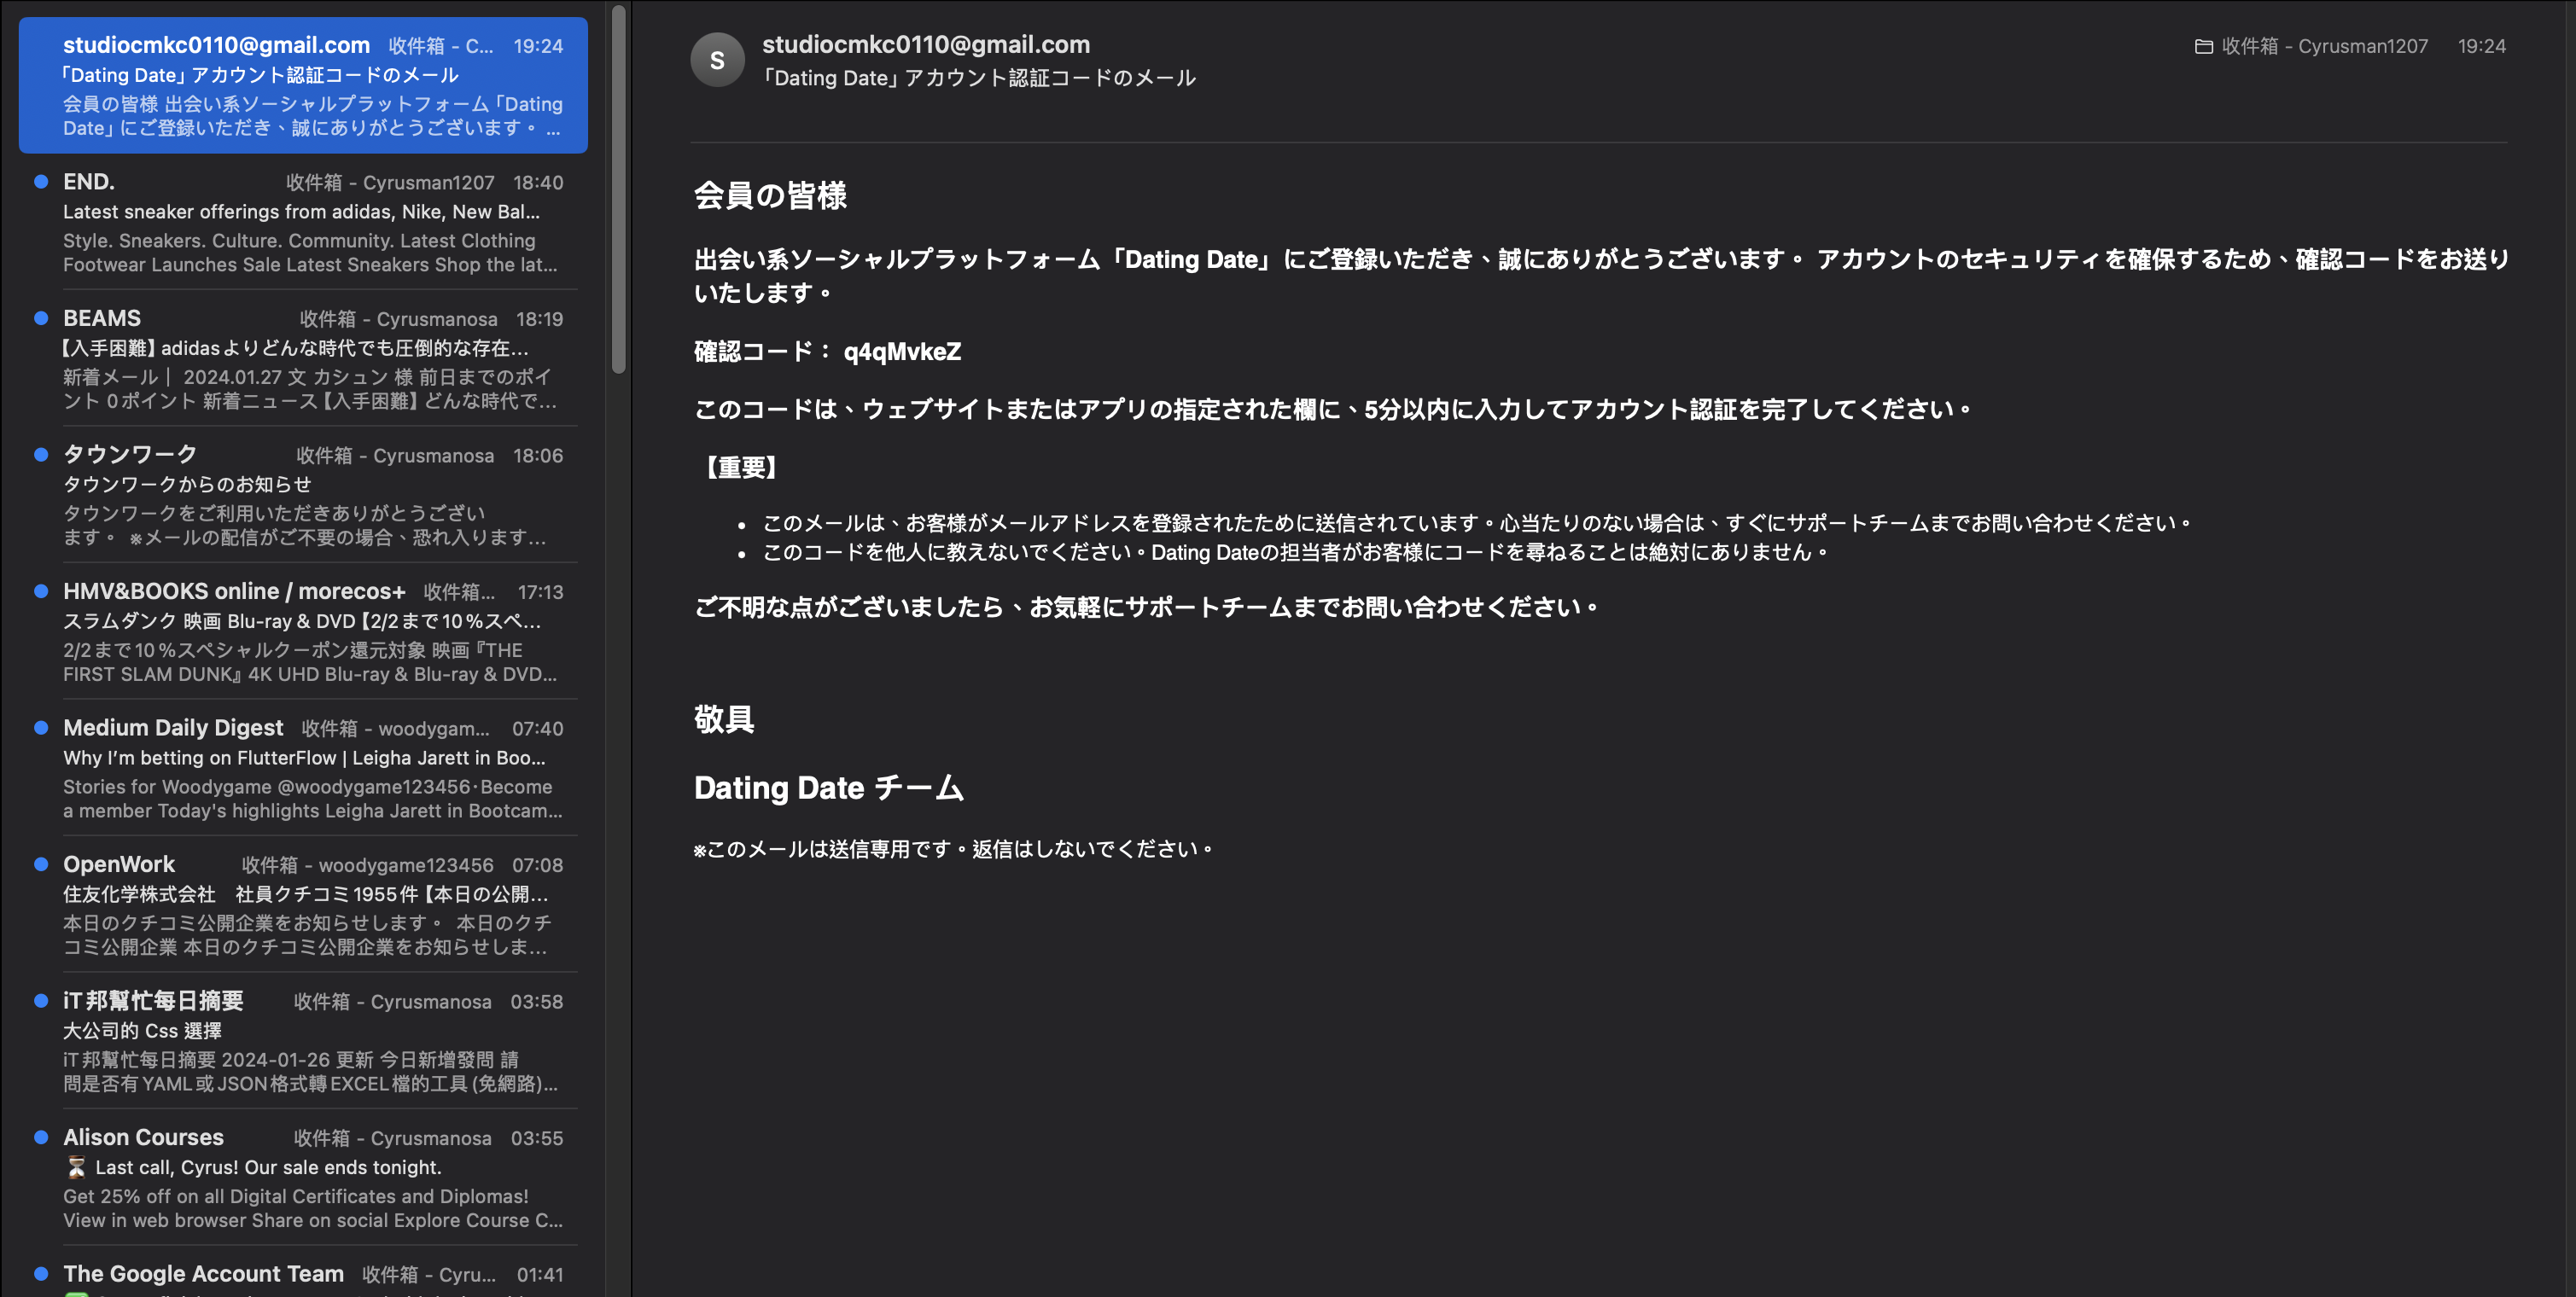 studiocmkc0110@gmail.com 收件箱 - C... 19:24
「Dating Date」アカウント認証コードのメール
会員の皆様 出会い系ソーシャルプラットフォーム「Dating
Date」にご登録いただき、誠にありがとうございます。 ...
END. 收件箱 - Cyrusman1207 18:40
Latest sneaker offerings from adidas, Nike, New Bal...
Style. Sneakers. Culture. Community. Latest Clothing
Footwear Launches Sale Latest Sneakers Shop the lat...
BEAMS 收件箱 - Cyrusmanosa 18:19
【入手困難】adidasよりどんな時代でも圧倒的な存在...
新着メール｜ 2024.01.27 文 カシュン 様 前日までのポイ
ント 0ポイント 新着ニュース【入手困難】どんな時代で...
タウンワーク 收件箱 - Cyrusmanosa 18:06
タウンワークからのお知らせ
タウンワークをご利用いただきありがとうござい
ます。 ※メールの配信がご不要の場合、恐れ入ります...
HMV&BOOKS online / morecos+ 收件箱... 17:13
スラムダンク 映画 Blu-ray & DVD【2/2まで10%スペ...
2/2まで10%スペシャルクーポン還元対象 映画『THE
FIRST SLAM DUNK』4K UHD Blu-ray & Blu-ray & DVD...
Medium Daily Digest 收件箱 - woodygam... 07:40
Why I'm betting on FlutterFlow | Leigha Jarett in Boo...
Stories for Woodygame @woodygame123456·Become
a member Today's highlights Leigha Jarett in Bootcam...
OpenWork 收件箱 - woodygame123456 07:08
住友化学株式会社　社員クチコミ1955件【本日の公開...
本日のクチコミ公開企業をお知らせします。 本日のクチ
コミ公開企業 本日のクチコミ公開企業をお知らせしま...
iT邦幫忙每日摘要 收件箱 - Cyrusmanosa 03:58
大公司的 Css 選擇
iT邦幫忙每日摘要 2024-01-26 更新 今日新增發問 請
問是否有YAML或JSON格式轉EXCEL檔的工具(免網路)...
Alison Courses 收件箱 - Cyrusmanosa 03:55
⏳ Last call, Cyrus! Our sale ends tonight.
Get 25% off on all Digital Certificates and Diplomas!
View in web browser Share on social Explore Course C...
The Google Account Team 收件箱 - Cyru... 01:41
S
studiocmkc0110@gmail.com
「Dating Date」アカウント認証コードのメール
收件箱 - Cyrusman1207 19:24
会員の皆様
出会い系ソーシャルプラットフォーム「Dating Date」にご登録いただき、誠にありがとうございます。 アカウントのセキュリティを確保するため、確認コードをお送り
いたします。
確認コード： q4qMvkeZ
このコードは、ウェブサイトまたはアプリの指定された欄に、5分以内に入力してアカウント認証を完了してください。
【重要】
• このメールは、お客様がメールアドレスを登録されたために送信されています。心当たりのない場合は、すぐにサポートチームまでお問い合わせください。
• このコードを他人に教えないでください。Dating Dateの担当者がお客様にコードを尋ねることは絶対にありません。
ご不明な点がございましたら、お気軽にサポートチームまでお問い合わせください。
敬具
Dating Date チーム
※このメールは送信専用です。返信はしないでください。